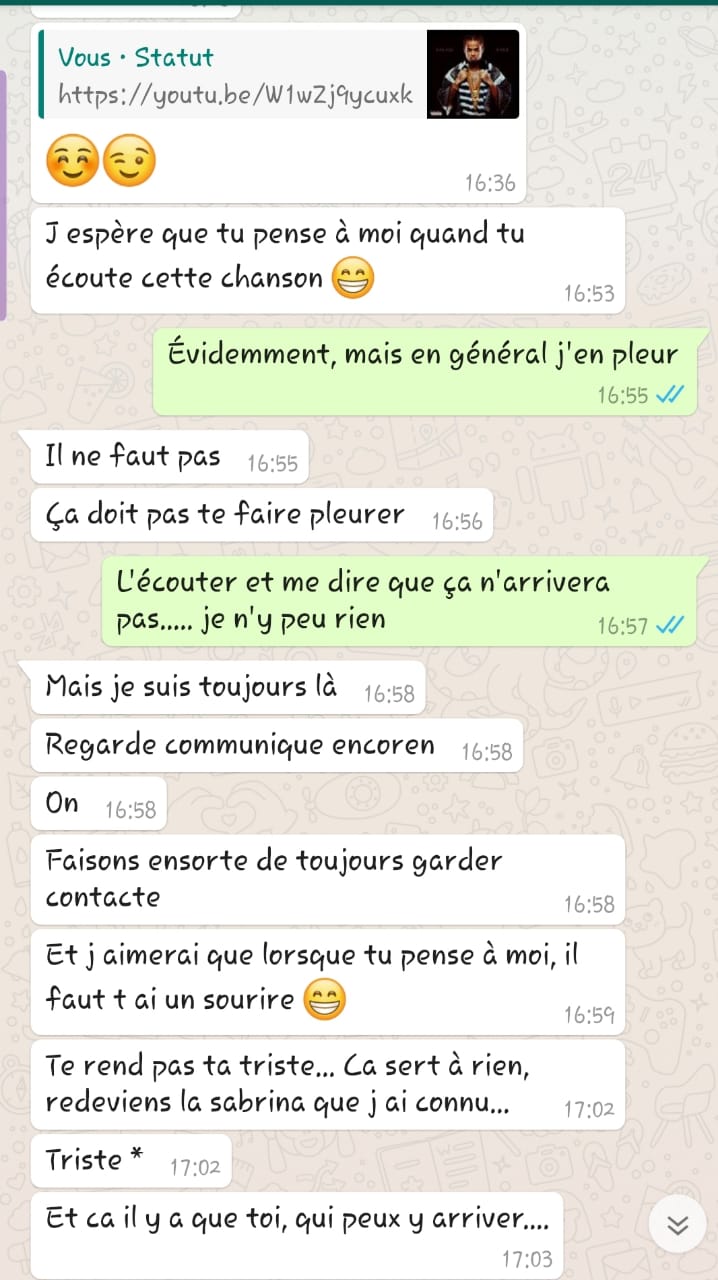 Vous · Statut
https://youtu.be/W1wZj9ycuxk
☺️😉
16:36
J espère que tu pense à moi quand tu
écoute cette chanson 😁
16:53
Évidemment, mais en général j'en pleur
16:55
Il ne faut pas 16:55
Ça doit pas te faire pleurer 16:56
L'écouter et me dire que ça n'arrivera
pas..... je n'y peu rien 16:57
Mais je suis toujours là 16:58
Regarde communique encoren 16:58
On 16:58
Faisons ensorte de toujours garder
contacte 16:58
Et j aimerai que lorsque tu pense à moi, il
faut t ai un sourire 😁 16:59
Te rend pas ta triste... Ca sert à rien,
redeviens la sabrina que j ai connu... 17:02
Triste * 17:02
Et ca il y a que toi, qui peux y arriver....
17:03